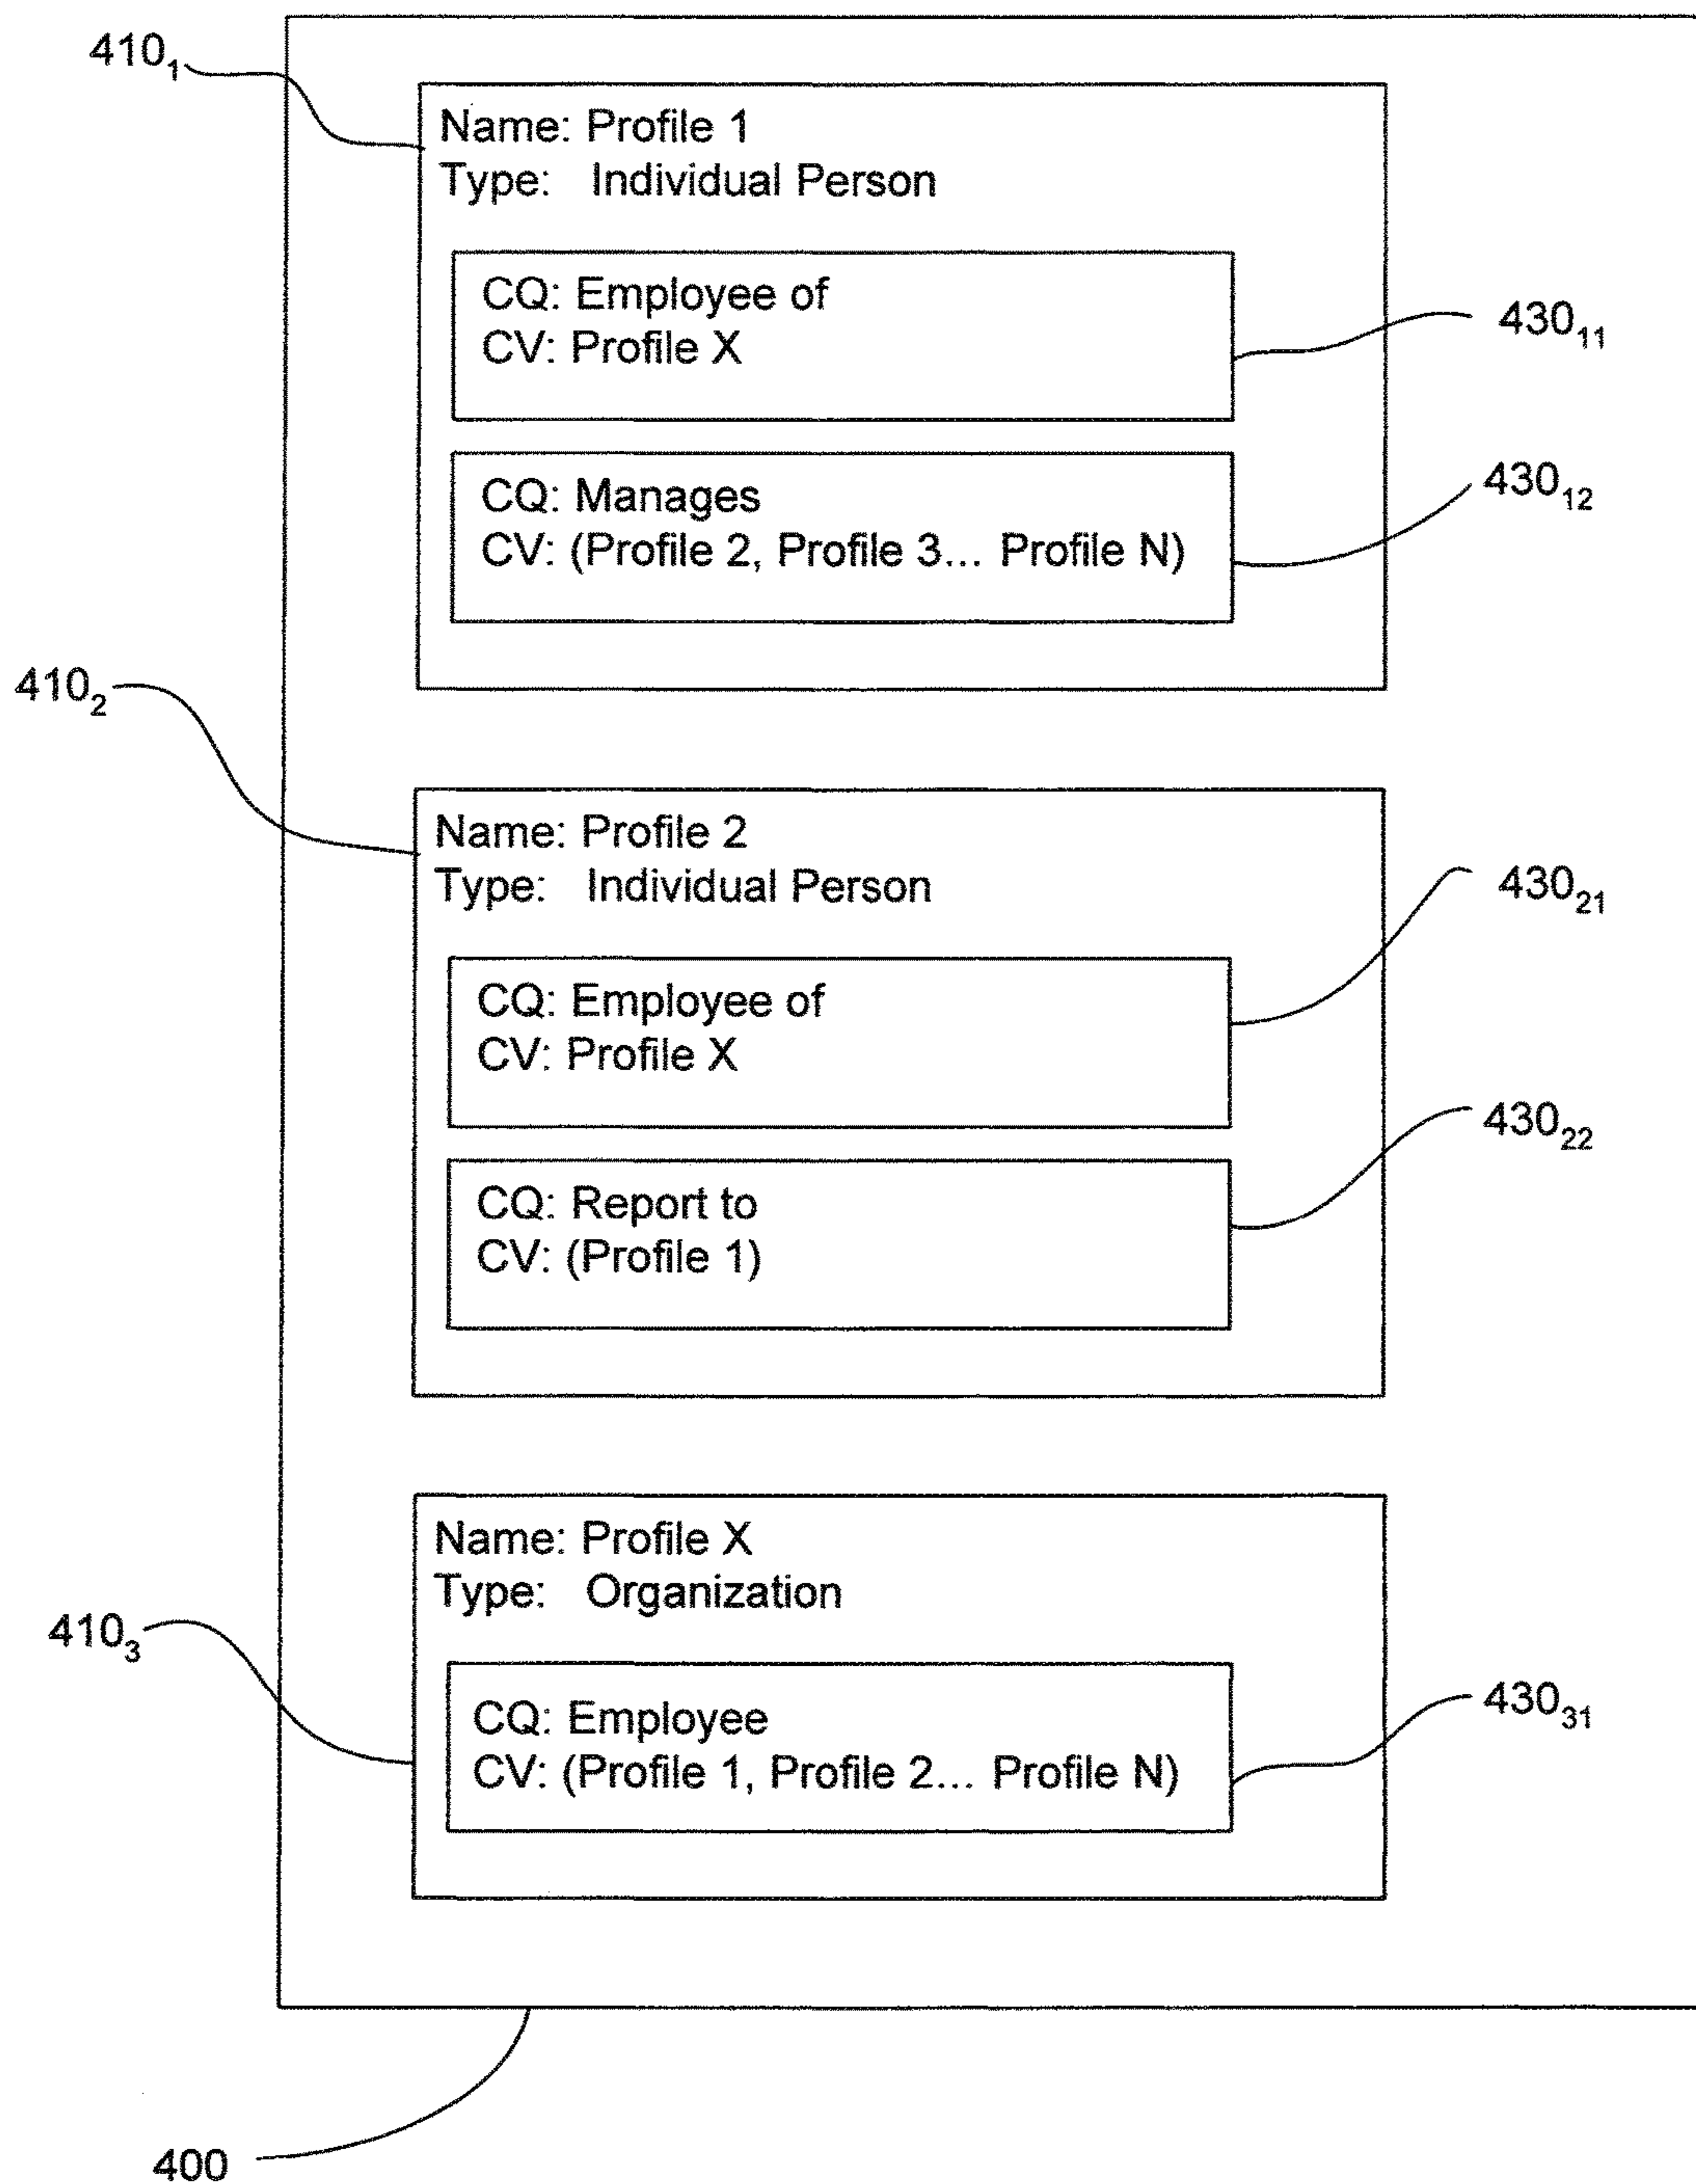 410₁
Name: Profile 1
Type: Individual Person
CQ: Employee of
CV: Profile X
430₁₁
CQ: Manages
CV: (Profile 2, Profile 3... Profile N)
430₁₂
410₂
Name: Profile 2
Type: Individual Person
CQ: Employee of
CV: Profile X
430₂₁
CQ: Report to
CV: (Profile 1)
430₂₂
Name: Profile X
Type: Organization
410₃
CQ: Employee
CV: (Profile 1, Profile 2... Profile N)
430₃₁
400